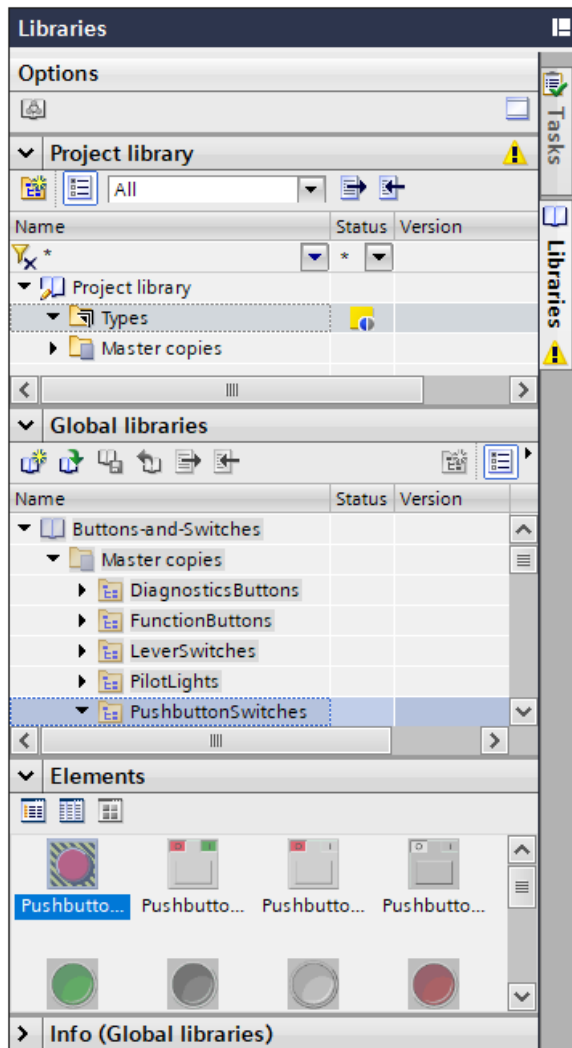 Libraries
Options
Project library
All
Name Status Version
* *
Project library
Types
Master copies
Global libraries
Name Status Version
Buttons-and-Switches
Master copies
DiagnosticsButtons
FunctionButtons
LeverSwitches
PilotLights
PushbuttonSwitches
Elements
Pushbutto... Pushbutto... Pushbutto... Pushbutto...
Info (Global libraries)
Tasks
Libraries